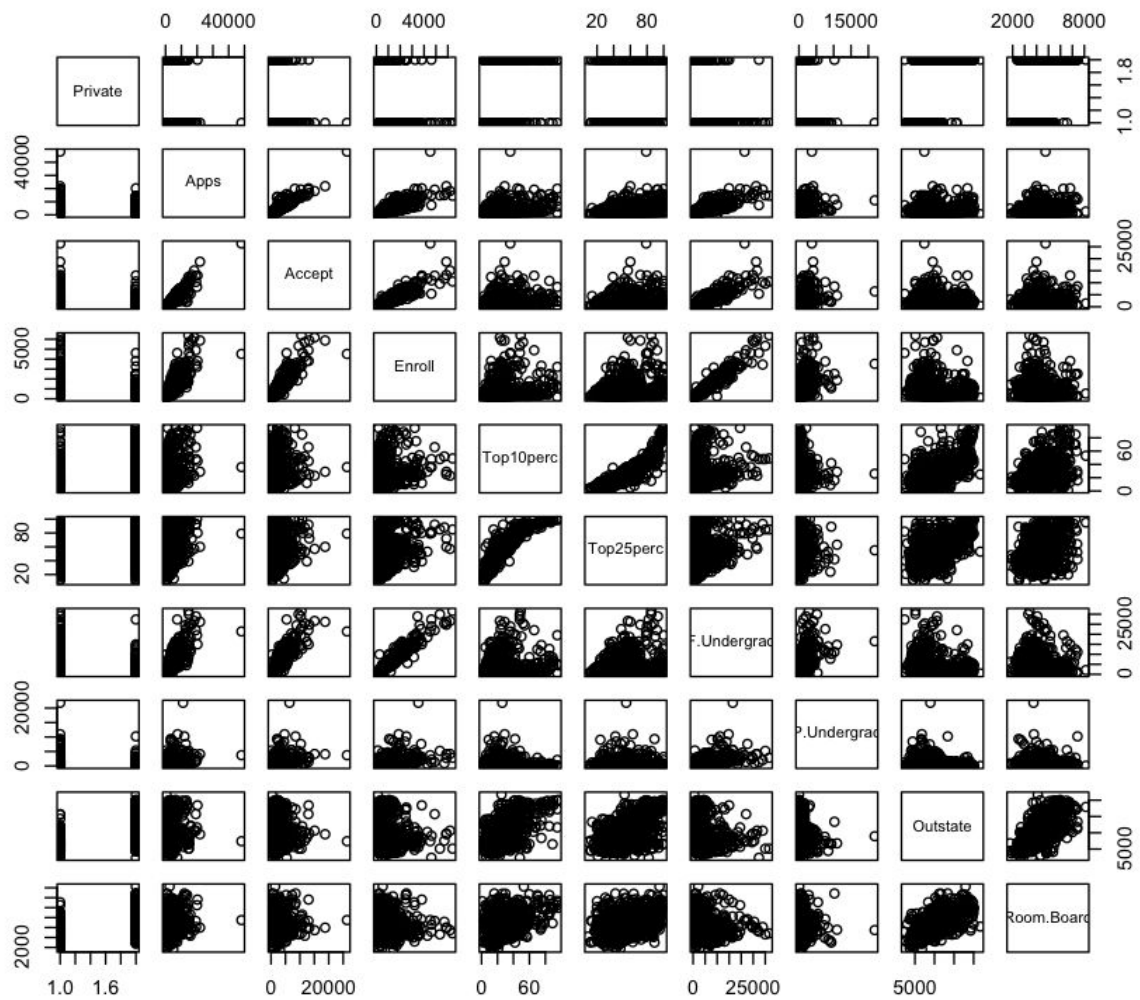 0 40000 0 4000 20 80 0 15000 2000 8000
Private 1.0 1.8
0 40000 Apps
Accept 0 25000
0 5000 Enroll
Top10perc 0 60
20 80 Top25perc
F.Undergrad 0 25000
0 20000 P.Undergrad
Outstate 5000
2000 Room.Board
1.0 1.6 0 20000 0 60 0 25000 5000